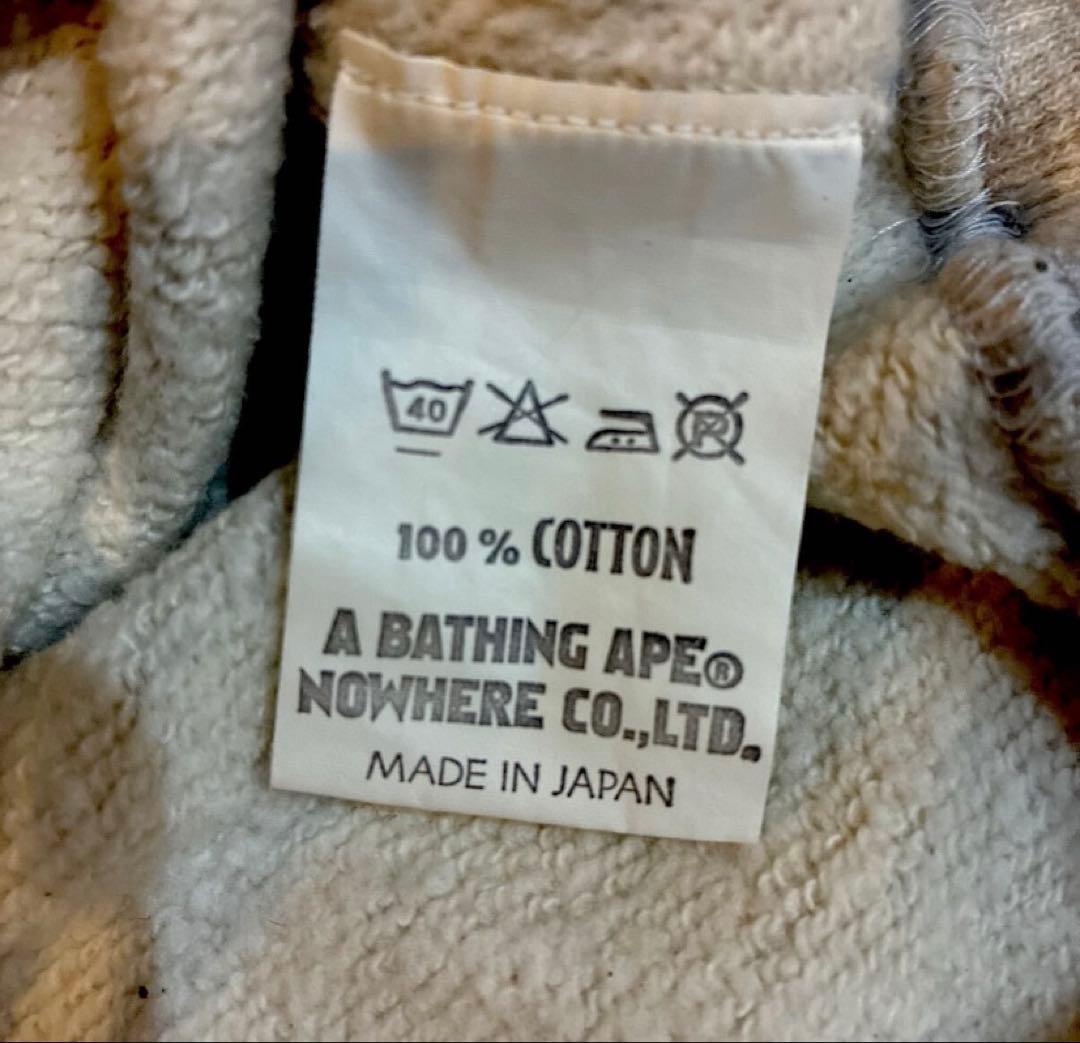 40
P
100 % COTTON
A BATHING APE®
NOWHERE CO.,LTD.
MADE IN JAPAN